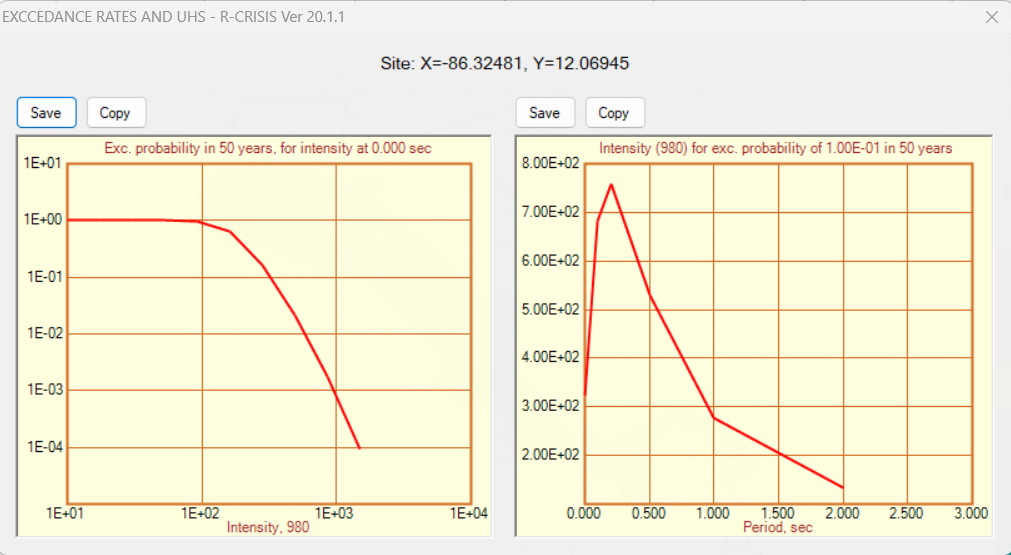 EXCCEDANCE RATES AND UHS - R-CRISIS Ver 20.1.1
Site: X=-86.32481, Y=12.06945
Save Copy
Exc. probability in 50 years, for intensity at 0.000 sec
1E+01
1E+00
1E-01
1E-02
1E-03
1E-04
1E+01 1E+02 1E+03 1E+04
Intensity, 980
Save Copy
Intensity (980) for exc. probability of 1.00E-01 in 50 years
8.00E+02
7.00E+02
6.00E+02
5.00E+02
4.00E+02
3.00E+02
2.00E+02
0.000 0.500 1.000 1.500 2.000 2.500 3.000
Period, sec